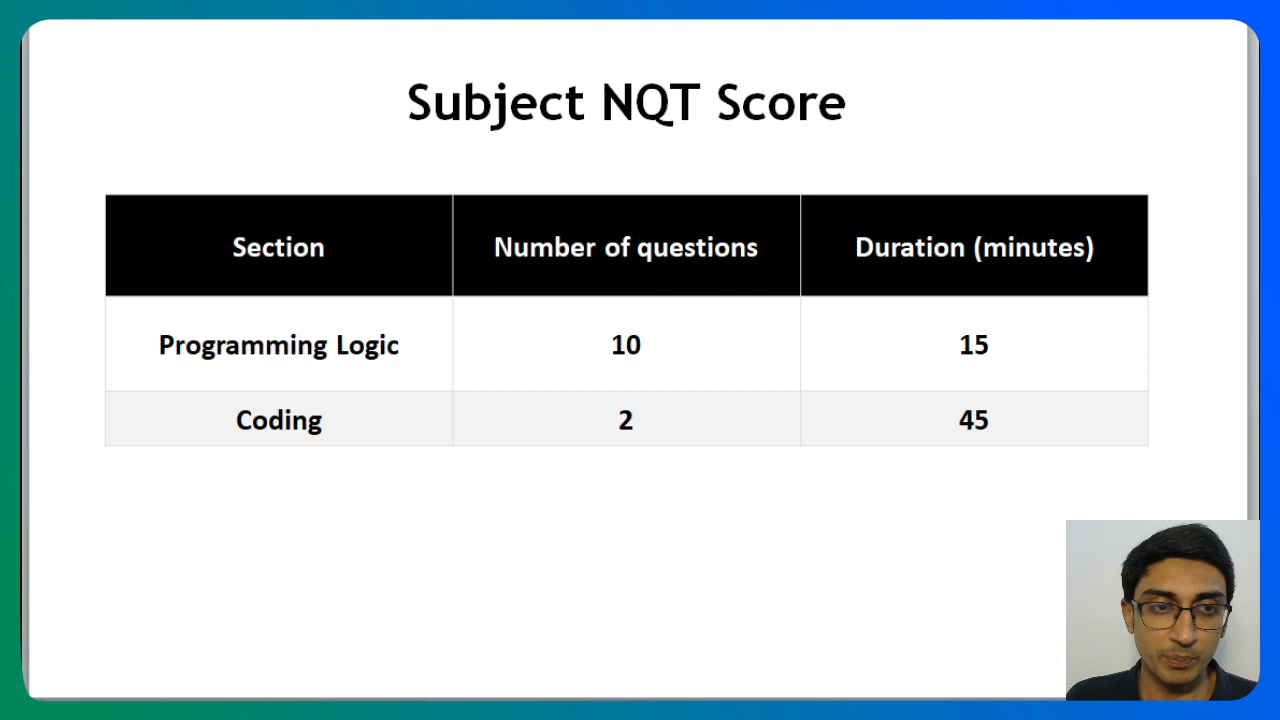 Subject NQT Score
Section Number of questions Duration (minutes)
Programming Logic 10 15
Coding 2 45